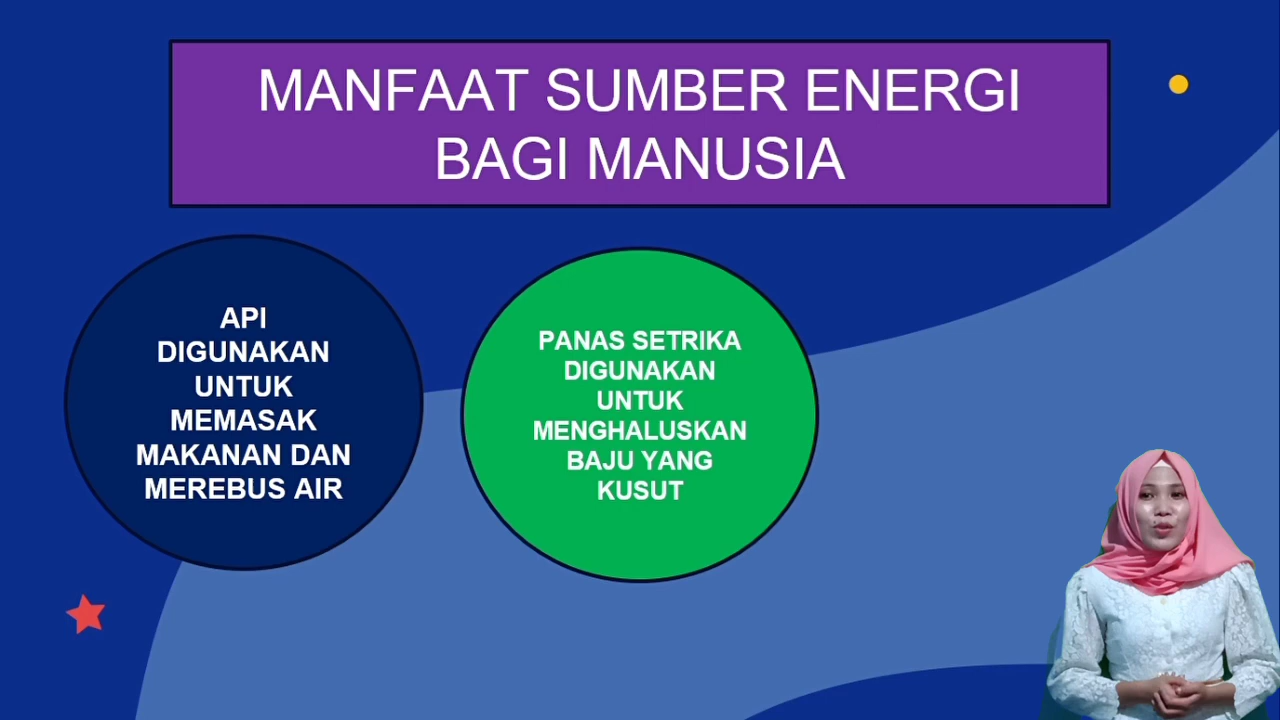 MANFAAT SUMBER ENERGI
BAGI MANUSIA
API
DIGUNAKAN
UNTUK
MEMASAK
MAKANAN DAN
MEREBUS AIR
PANAS SETRIKA
DIGUNAKAN
UNTUK
MENGHALUSKAN
BAJU YANG
KUSUT